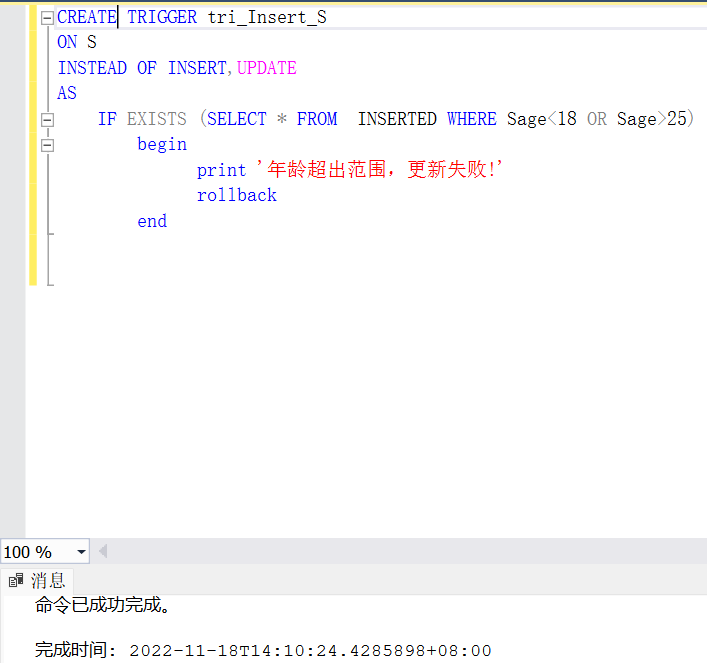 CREATE TRIGGER tri_Insert_S
ON S
INSTEAD OF INSERT,UPDATE
AS
IF EXISTS (SELECT * FROM  INSERTED WHERE Sage<18 OR Sage>25)
begin
print '年龄超出范围，更新失败!'
rollback
end
100 %
消息
命令已成功完成。
完成时间: 2022-11-18T14:10:24.4285898+08:00